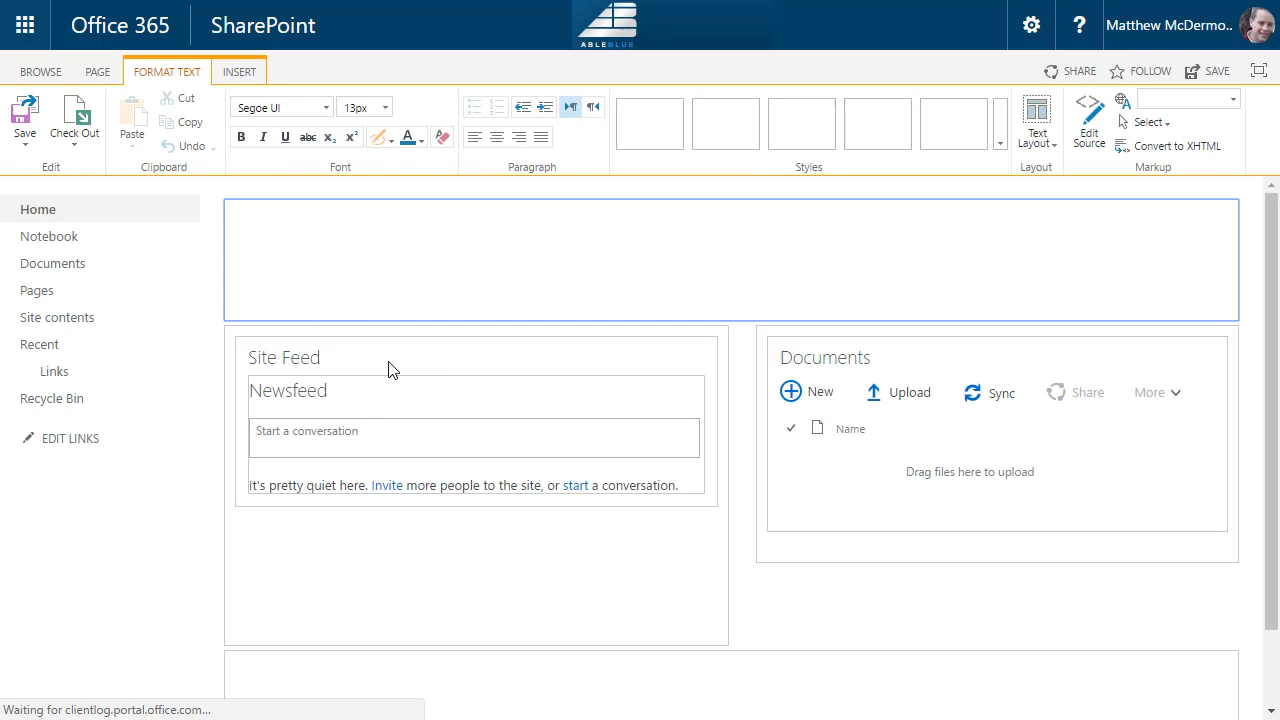 Office 365 SharePoint ABLEBLUE ? Matthew McDermo..
BROWSE PAGE FORMAT TEXT INSERT SHARE FOLLOW SAVE
Save Check Out Paste Cut Copy Undo
Segoe UI 13px
B I U abc x₂ x² A
Text Layout Edit Source Select Convert to XHTML
Edit Clipboard Font Paragraph Styles Layout Markup
Home
Notebook
Documents
Pages
Site contents
Recent
Links
Recycle Bin
EDIT LINKS
Site Feed
Newsfeed
Start a conversation
It's pretty quiet here. Invite more people to the site, or start a conversation.
Documents
New Upload Sync Share More
Name
Drag files here to upload
Waiting for clientlog.portal.office.com...